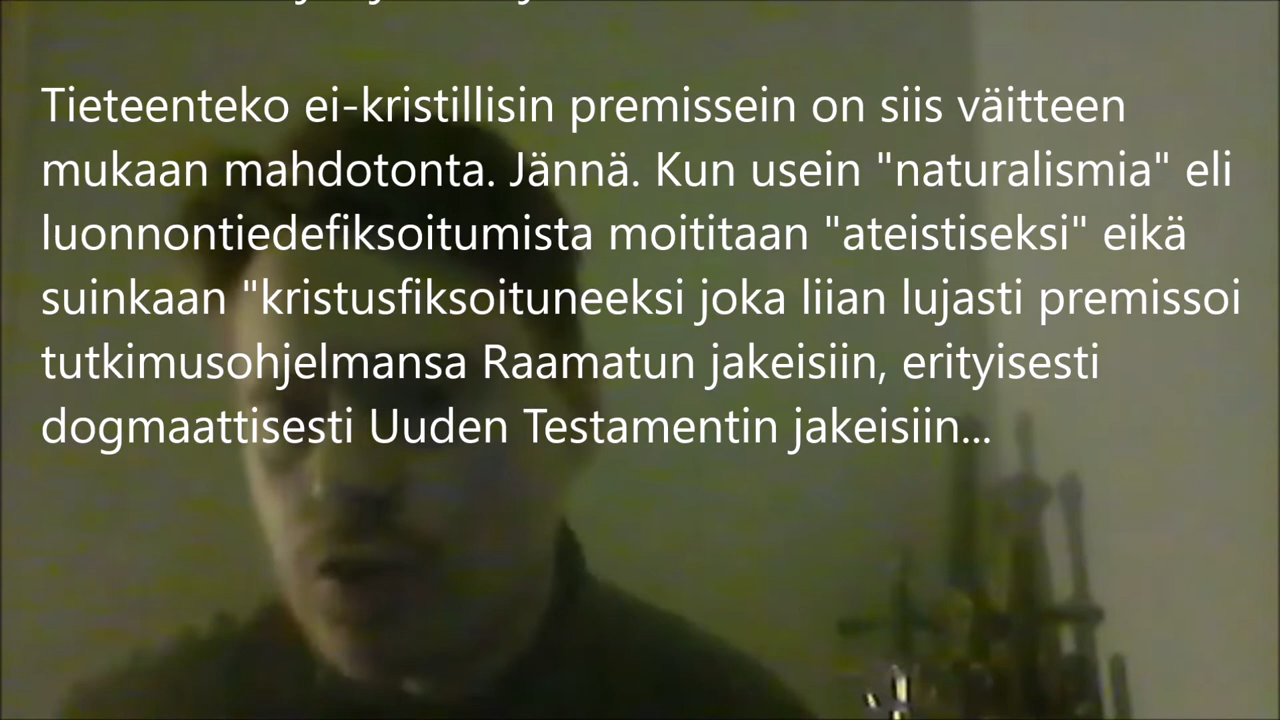 Tieteenteko ei-kristillisin premissein on siis väitteen
mukaan mahdotonta. Jännä. Kun usein "naturalismia" eli
luonnontiedefiksoitumista moititaan "ateistiseksi" eikä
suinkaan "kristusfiksoituneeksi joka liian lujasti premissoi
tutkimusohjelmansa Raamatun jakeisiin, erityisesti
dogmaattisesti Uuden Testamentin jakeisiin...